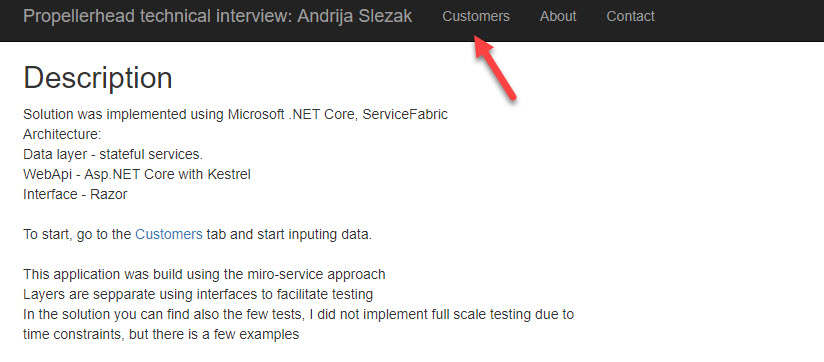 Propellerhead technical interview: Andrija Slezak Customers About Contact
Description
Solution was implemented using Microsoft .NET Core, ServiceFabric
Architecture:
Data layer - stateful services.
WebApi - Asp.NET Core with Kestrel
Interface - Razor
To start, go to the Customers tab and start inputing data.
This application was build using the miro-service approach
Layers are sepparate using interfaces to facilitate testing
In the solution you can find also the few tests, I did not implement full scale testing due to
time constraints, but there is a few examples